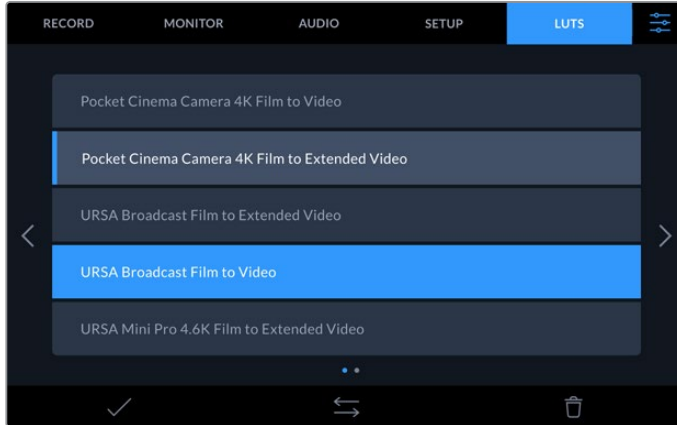 RECORD MONITOR AUDIO SETUP LUTS
Pocket Cinema Camera 4K Film to Video
Pocket Cinema Camera 4K Film to Extended Video
URSA Broadcast Film to Extended Video
URSA Broadcast Film to Video
URSA Mini Pro 4.6K Film to Extended Video